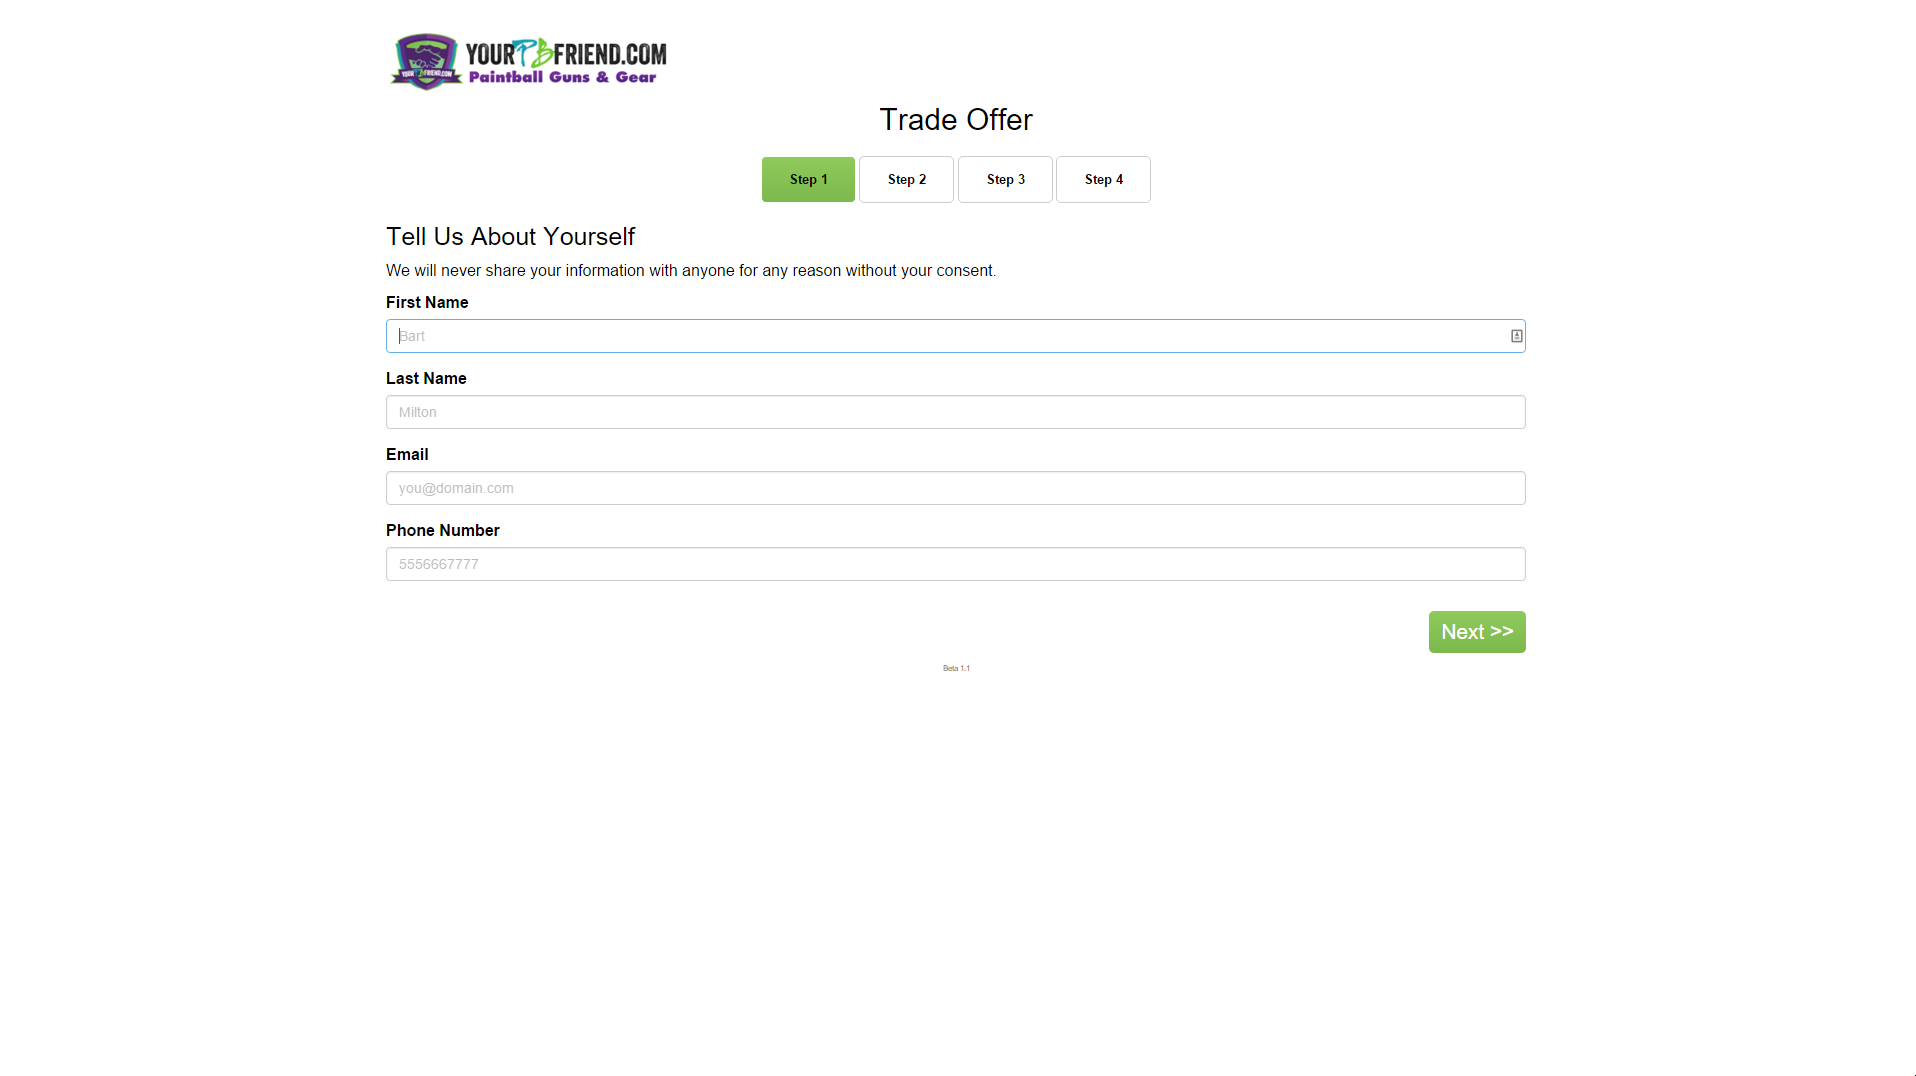 YOURPBFRIEND.COM
YOURPBFRIEND.COM
Paintball Guns & Gear
Trade Offer
Step 1 Step 2 Step 3 Step 4
Tell Us About Yourself
We will never share your information with anyone for any reason without your consent.
First Name
Bart
Last Name
Milton
Email
you@domain.com
Phone Number
5556667777
Next >>
Beta 1.1